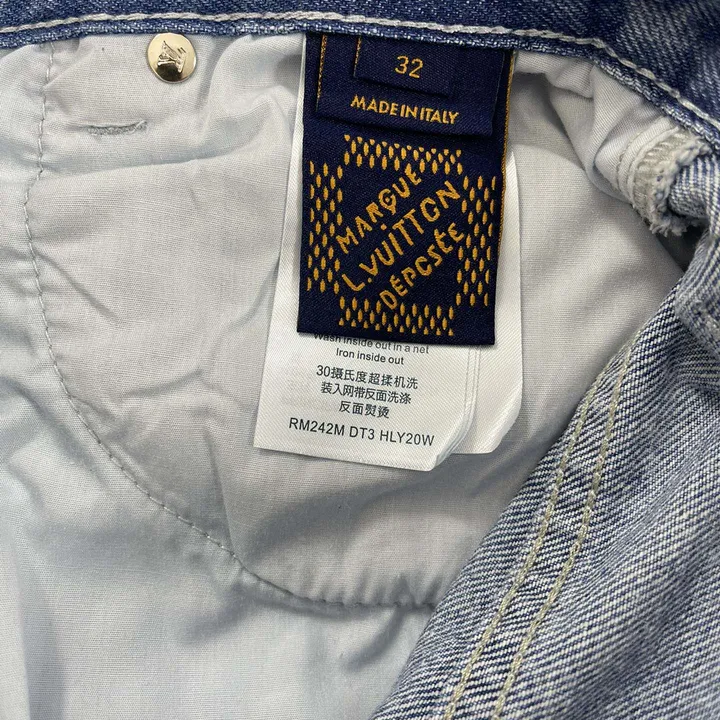 32
MADE IN ITALY
MARQUE
L.VUITTON
DÉPOSÉE
Wash inside out in a net
Iron inside out
30摄氏度超揉机洗
装入网带反面洗涤
反面熨烫
RM242M DT3 HLY20W